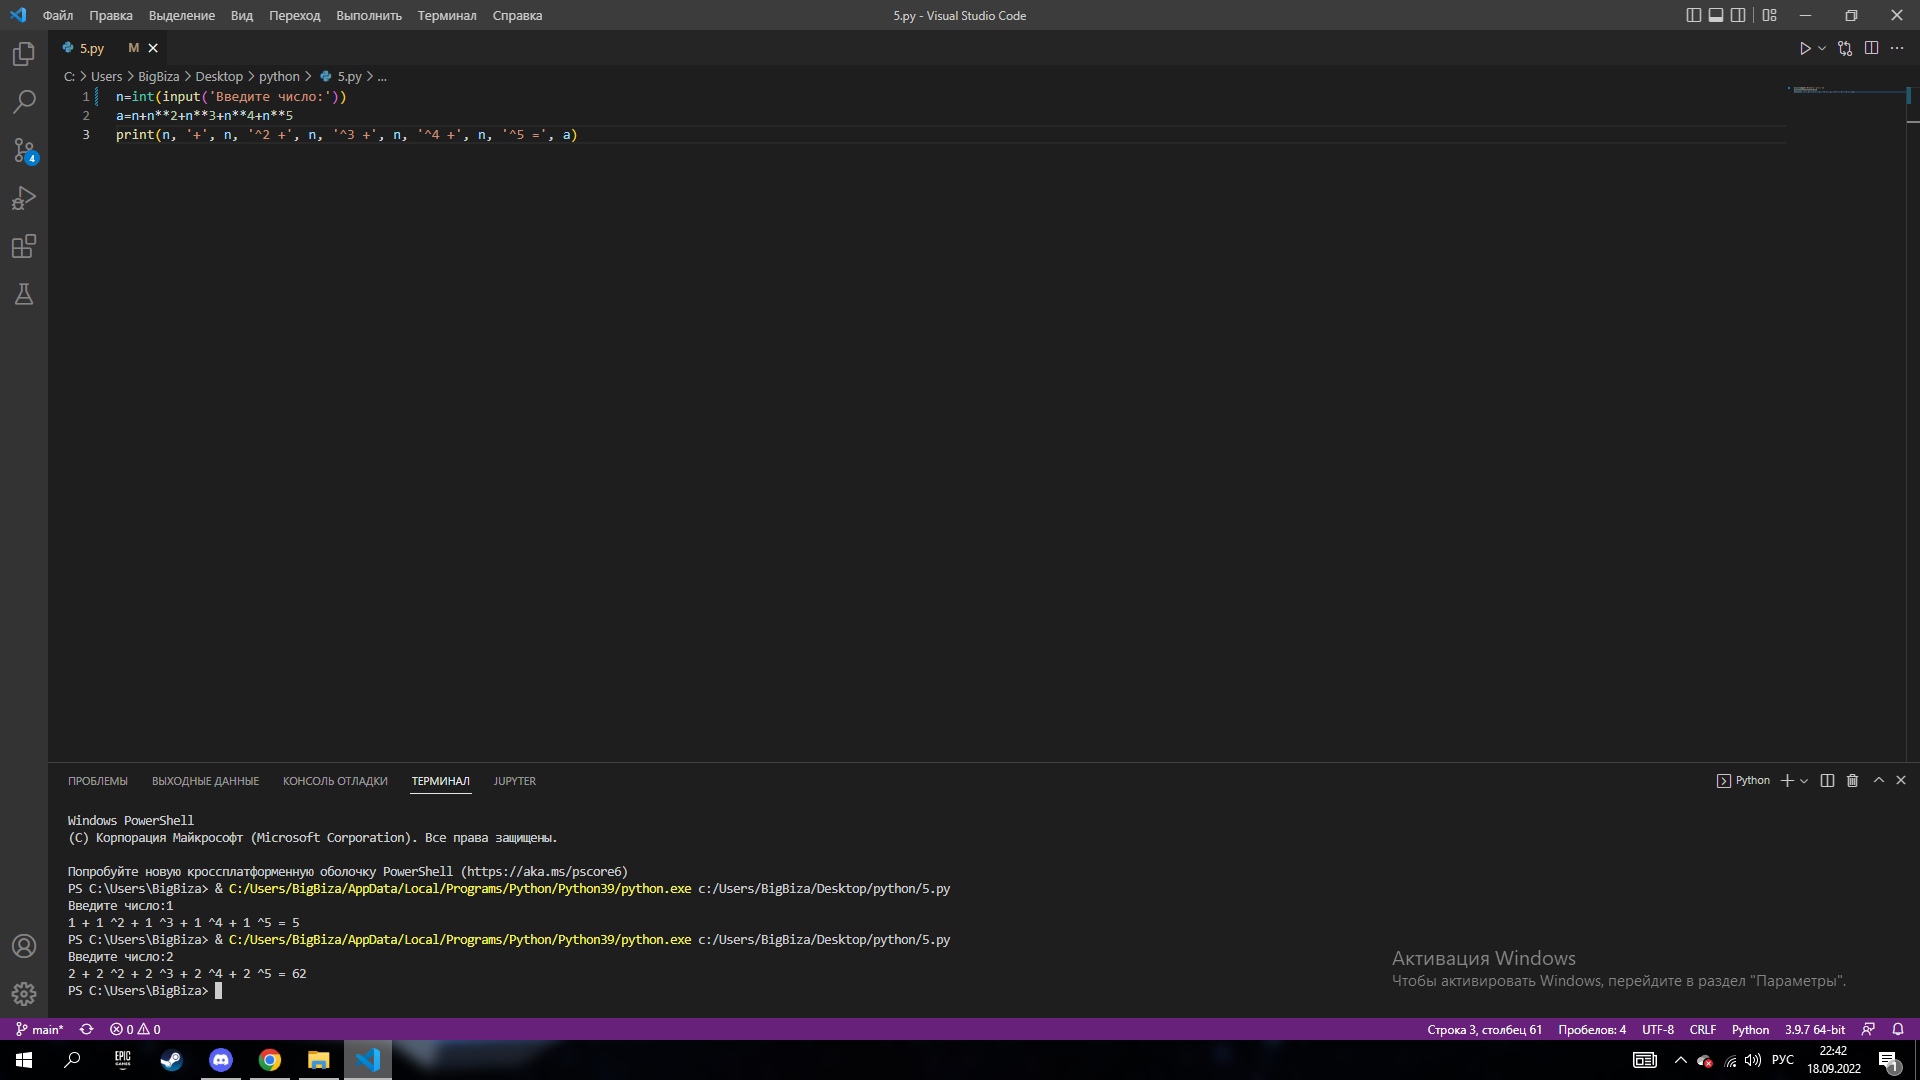 Файл Правка Выделение Вид Переход Выполнить Терминал Справка 5.py - Visual Studio Code
5.py M
C: > Users > BigBiza > Desktop > python > 5.py > ...
1 n=int(input('Введите число:'))
2 a=n+n**2+n**3+n**4+n**5
3 print(n, '+', n, '^2 +', n, '^3 +', n, '^4 +', n, '^5 =', a)
4
ПРОБЛЕМЫ ВЫХОДНЫЕ ДАННЫЕ КОНСОЛЬ ОТЛАДКИ ТЕРМИНАЛ JUPYTER Python
Windows PowerShell
(C) Корпорация Майкрософт (Microsoft Corporation). Все права защищены.
Попробуйте новую кроссплатформенную оболочку PowerShell (https://aka.ms/pscore6)
PS C:\Users\BigBiza> & C:/Users/BigBiza/AppData/Local/Programs/Python/Python39/python.exe c:/Users/BigBiza/Desktop/python/5.py
Введите число:1
1 + 1 ^2 + 1 ^3 + 1 ^4 + 1 ^5 = 5
PS C:\Users\BigBiza> & C:/Users/BigBiza/AppData/Local/Programs/Python/Python39/python.exe c:/Users/BigBiza/Desktop/python/5.py
Введите число:2
2 + 2 ^2 + 2 ^3 + 2 ^4 + 2 ^5 = 62
PS C:\Users\BigBiza>
Активация Windows
Чтобы активировать Windows, перейдите в раздел "Параметры".
main* 0 0 Строка 3, столбец 61 Пробелов: 4 UTF-8 CRLF Python 3.9.7 64-bit
EPIC GAMES РУС 22:42
18.09.2022 1